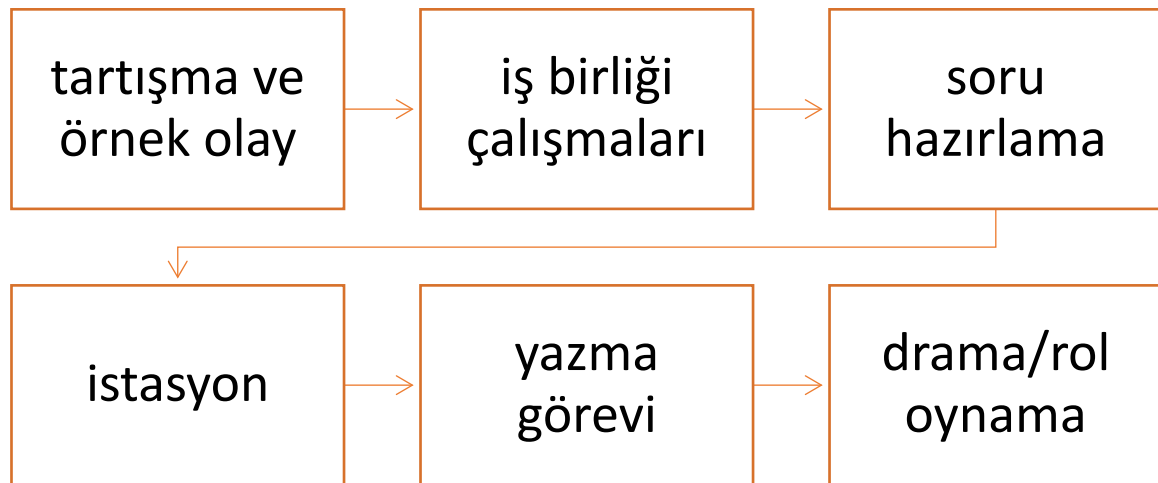 tartışma ve
örnek olay
iş birliği
çalışmaları
soru
hazırlama
istasyon
yazma
görevi
drama/rol
oynama